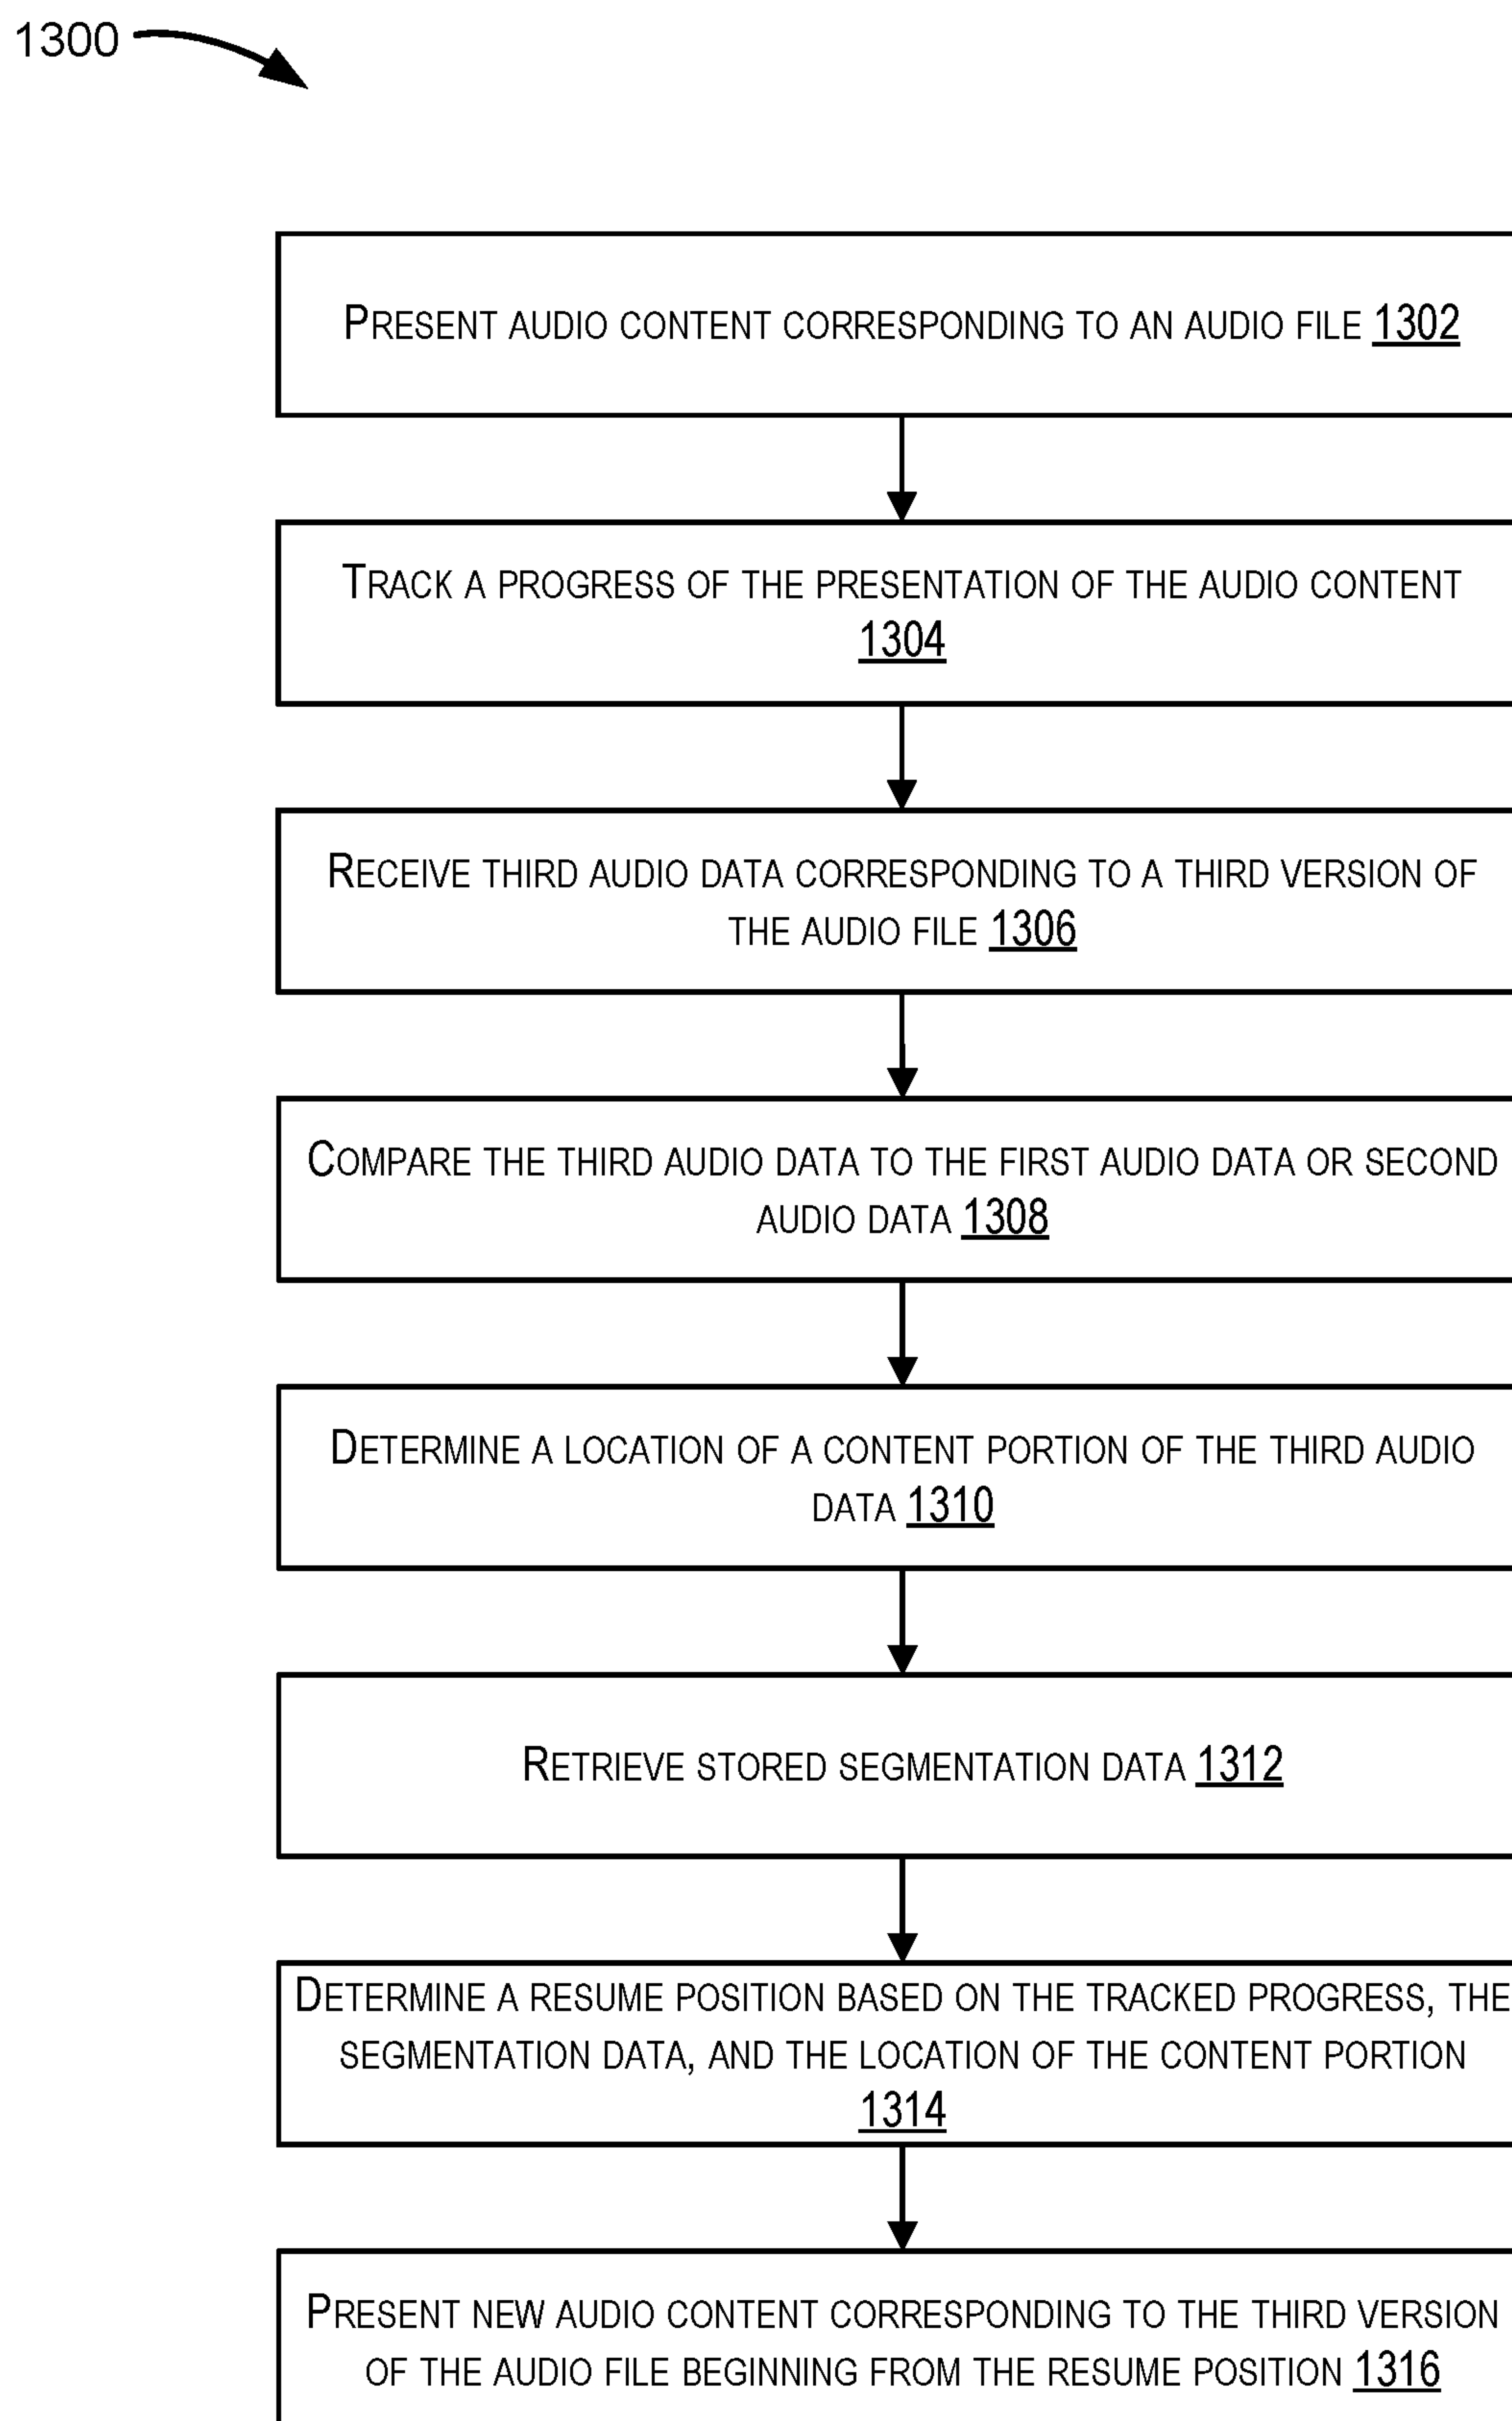 1300
PRESENT AUDIO CONTENT CORRESPONDING TO AN AUDIO FILE 1302
TRACK A PROGRESS OF THE PRESENTATION OF THE AUDIO CONTENT
1304
RECEIVE THIRD AUDIO DATA CORRESPONDING TO A THIRD VERSION OF
THE AUDIO FILE 1306
COMPARE THE THIRD AUDIO DATA TO THE FIRST AUDIO DATA OR SECOND
AUDIO DATA 1308
DETERMINE A LOCATION OF A CONTENT PORTION OF THE THIRD AUDIO
DATA 1310
RETRIEVE STORED SEGMENTATION DATA 1312
DETERMINE A RESUME POSITION BASED ON THE TRACKED PROGRESS, THE
SEGMENTATION DATA, AND THE LOCATION OF THE CONTENT PORTION
1314
PRESENT NEW AUDIO CONTENT CORRESPONDING TO THE THIRD VERSION
OF THE AUDIO FILE BEGINNING FROM THE RESUME POSITION 1316